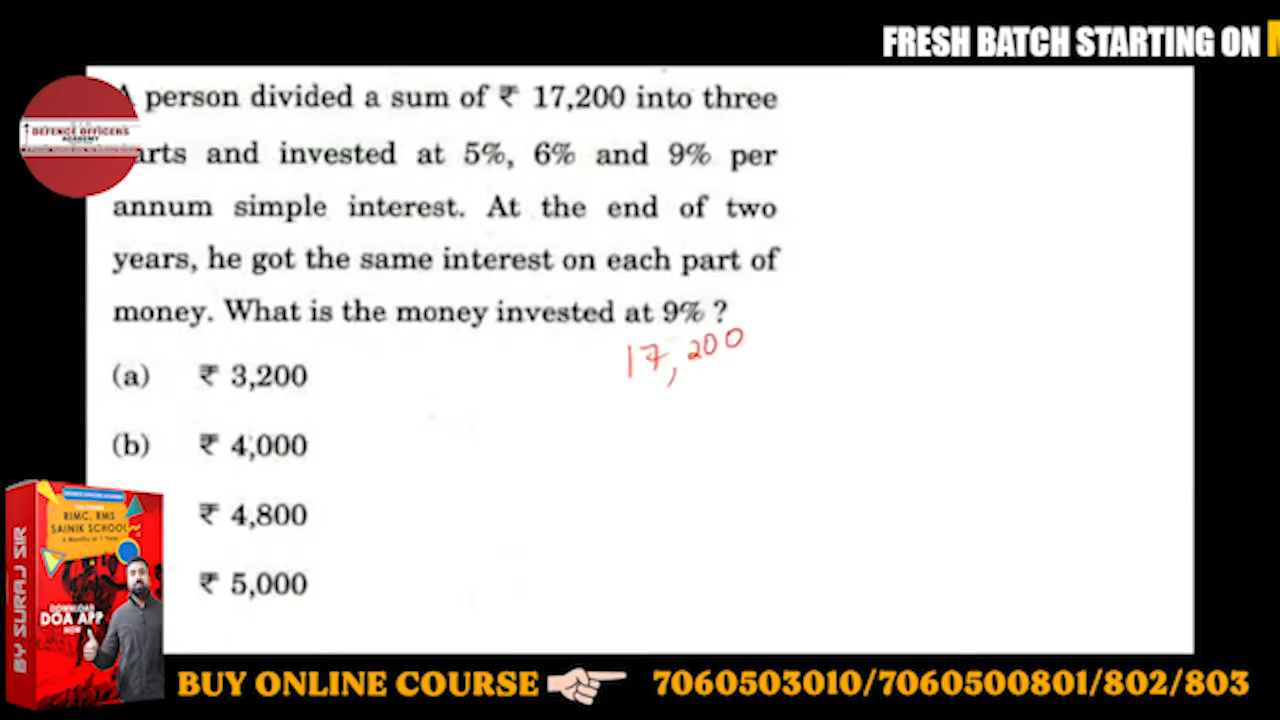 FRESH BATCH STARTING ON
A person divided a sum of ₹ 17,200 into three
arts and invested at 5%, 6% and 9% per
annum simple interest. At the end of two
years, he got the same interest on each part of
money. What is the money invested at 9% ?
17,200
(a) ₹ 3,200
(b) ₹ 4,000
₹ 4,800
₹ 5,000
DEFENCE OFFICERS
ACADEMY
RIMC, RMS
SAINIK SCHOOL
BY SURAJ SIR
DOWNLOAD
DOA APP
NOW
BUY ONLINE COURSE 7060503010/7060500801/802/803